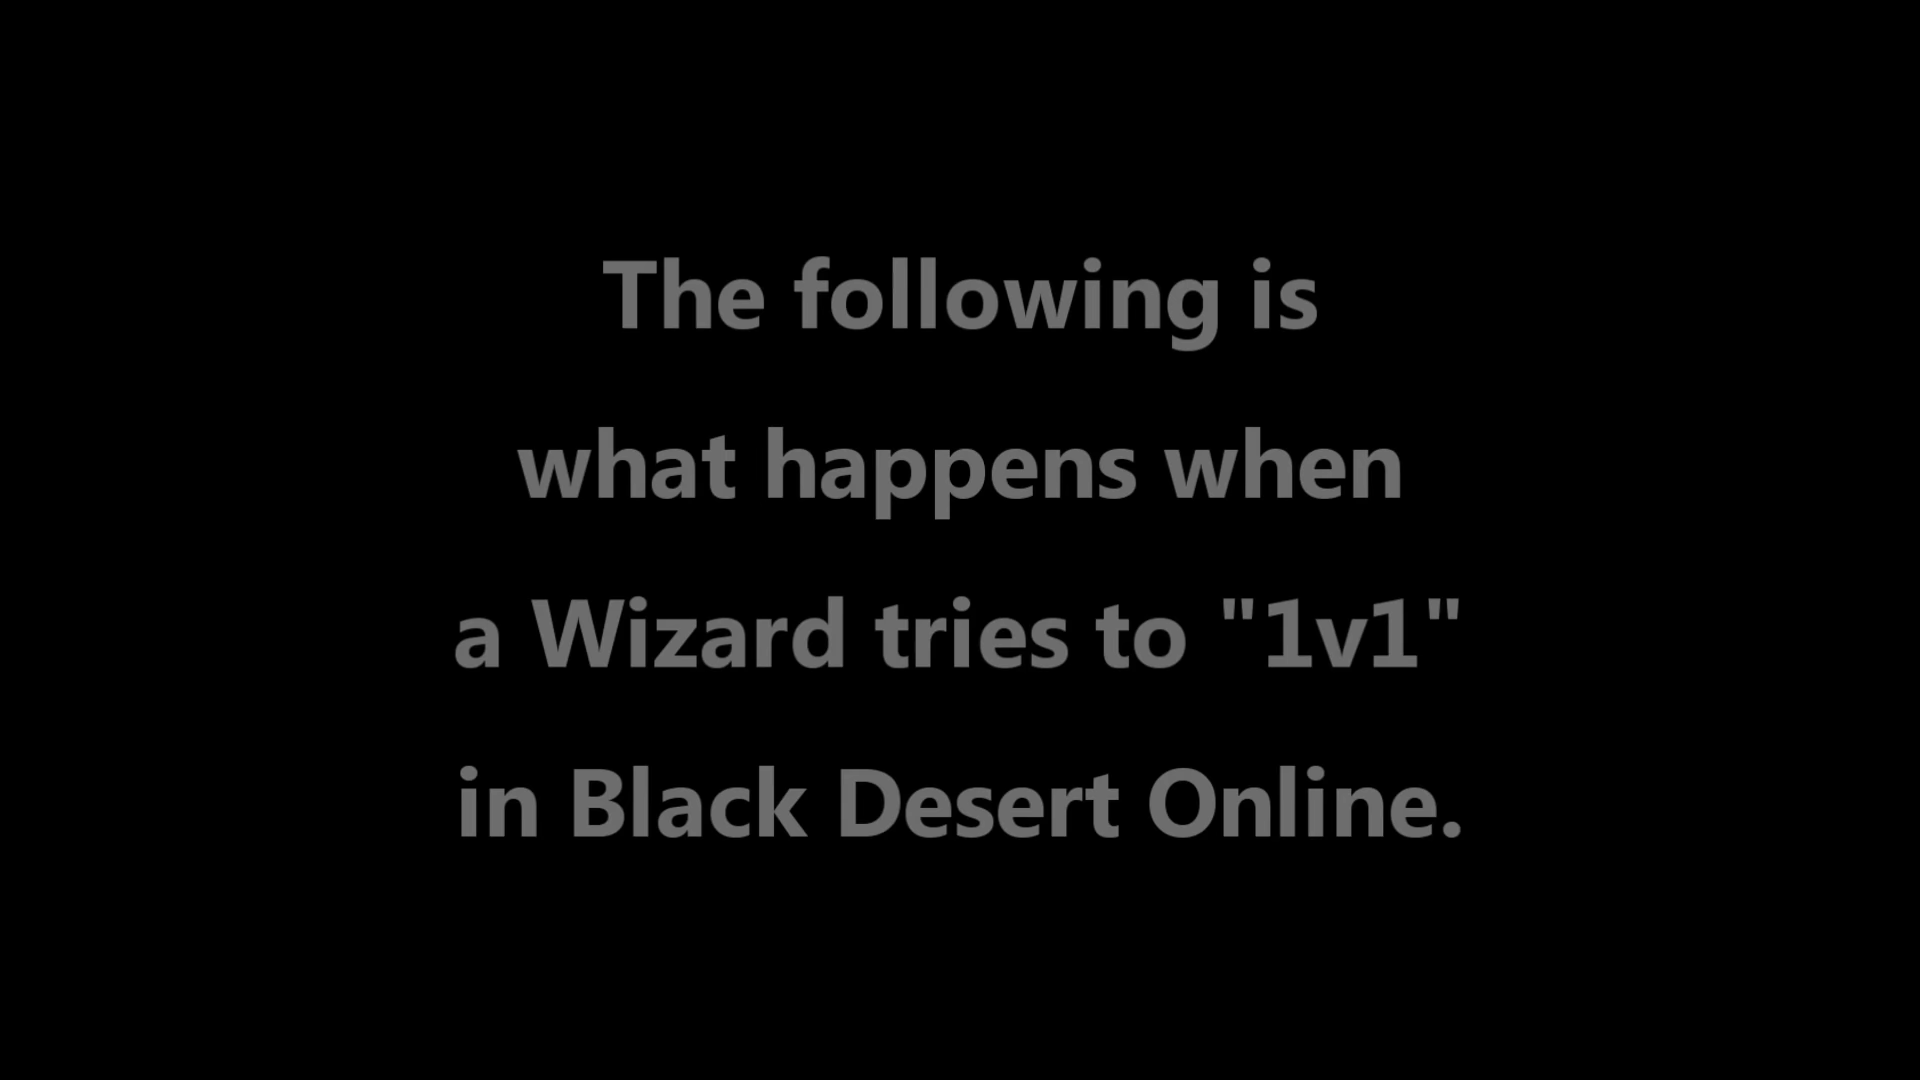 The following is
what happens when
a Wizard tries to "1v1"
in Black Desert Online.